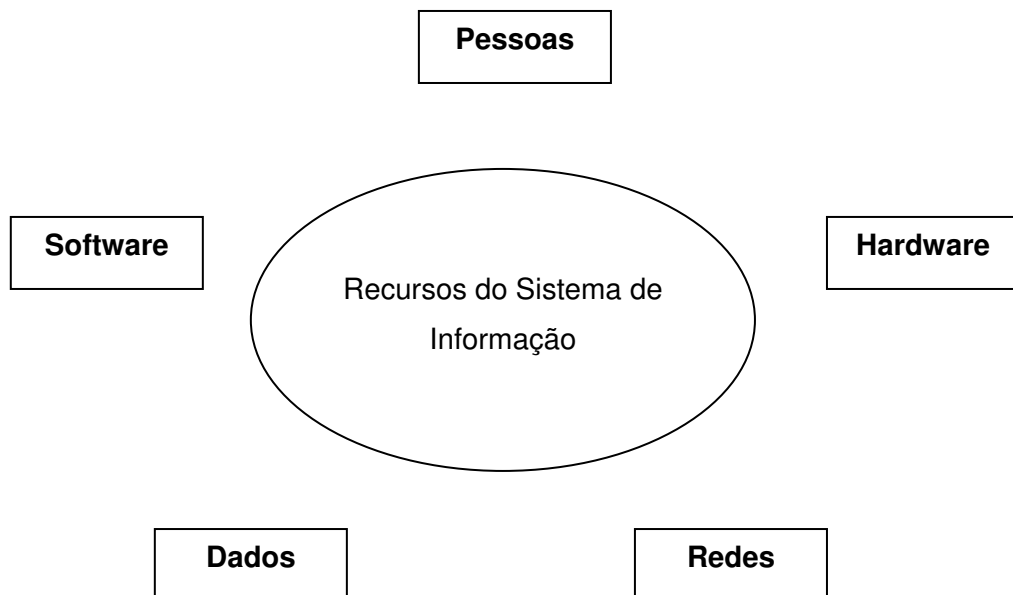 Pessoas
Software
Hardware
Recursos do Sistema de
Informação
Dados
Redes